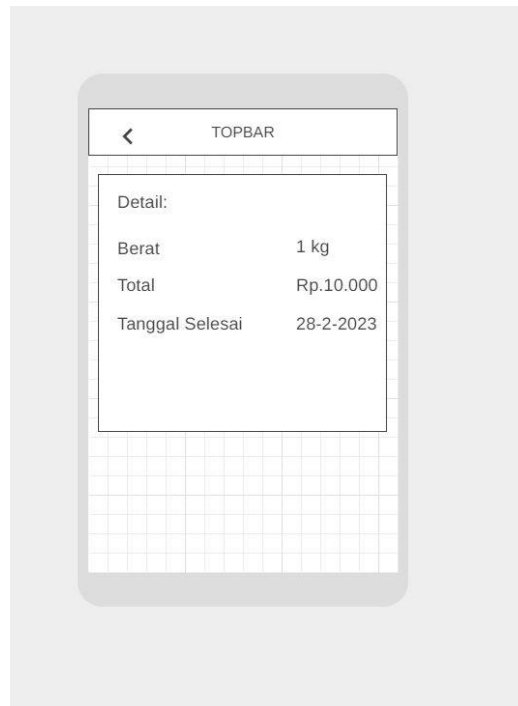 TOPBAR
Detail:
Berat 1 kg
Total Rp.10.000
Tanggal Selesai 28-2-2023